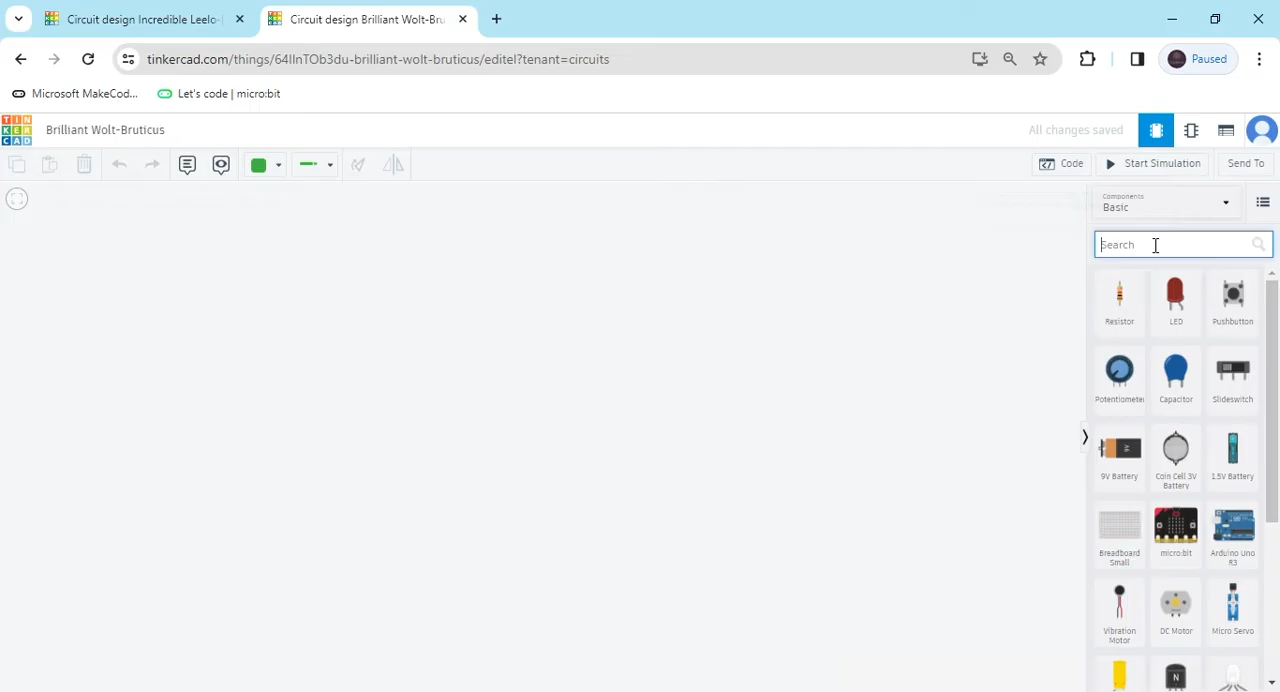 Circuit design Incredible Leelo-
Circuit design Brilliant Wolt-Bru
tinkercad.com/things/64IInTOb3du-brilliant-wolt-bruticus/editel?tenant=circuits
Paused
Microsoft MakeCod...
Let's code | micro:bit
TIN
KER
CAD
Brilliant Wolt-Bruticus
All changes saved
Code
Start Simulation
Send To
Components
Basic
Search
Resistor
LED
Pushbutton
Potentiometer
Capacitor
Slideswitch
9V Battery
Coin Cell 3V
Battery
1.5V Battery
Breadboard
Small
micro:bit
Arduino Uno
R3
Vibration
Motor
DC Motor
Micro Servo
N